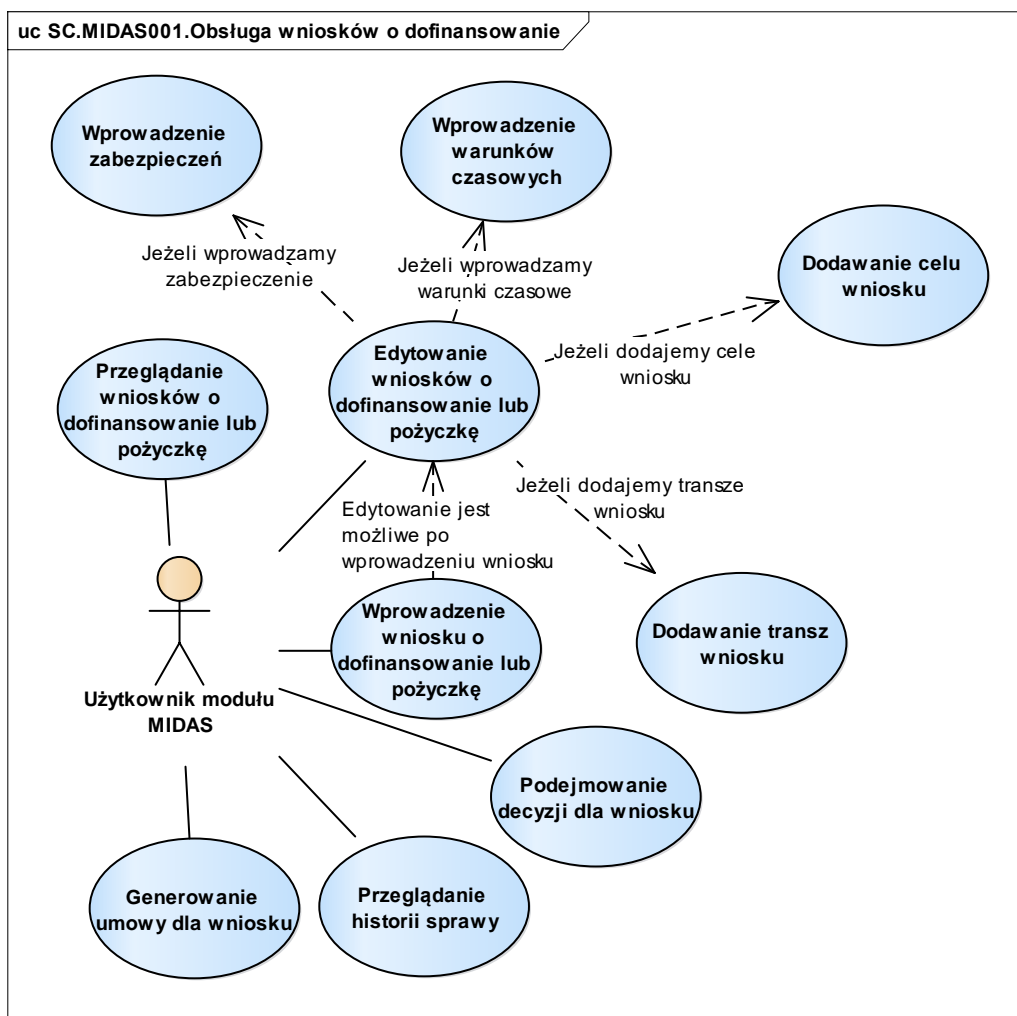 uc SC.MIDAS001.Obsługa wniosków o dofinansowanie
Wprowadzenie
zabezpieczeń
Wprowadzenie
warunków
czasowych
Jeżeli wprowadzamy
zabezpieczenie
Jeżeli wprowadzamy
warunki czasowe
Dodawanie celu
wniosku
Jeżeli dodajemy cele
wniosku
Edytowanie
wniosków o
dofinansowanie lub
pożyczkę
Przeglądanie
wniosków o
dofinansowanie lub
pożyczkę
Jeżeli dodajemy transze
wniosku
Edytowanie jest
możliwe po
wprowadzeniu wniosku
Wprowadzenie
wniosku o
dofinansowanie lub
pożyczkę
Dodawanie transz
wniosku
Użytkownik modułu
MIDAS
Podejmowanie
decyzji dla wniosku
Generowanie
umowy dla wniosku
Przeglądanie
historii sprawy